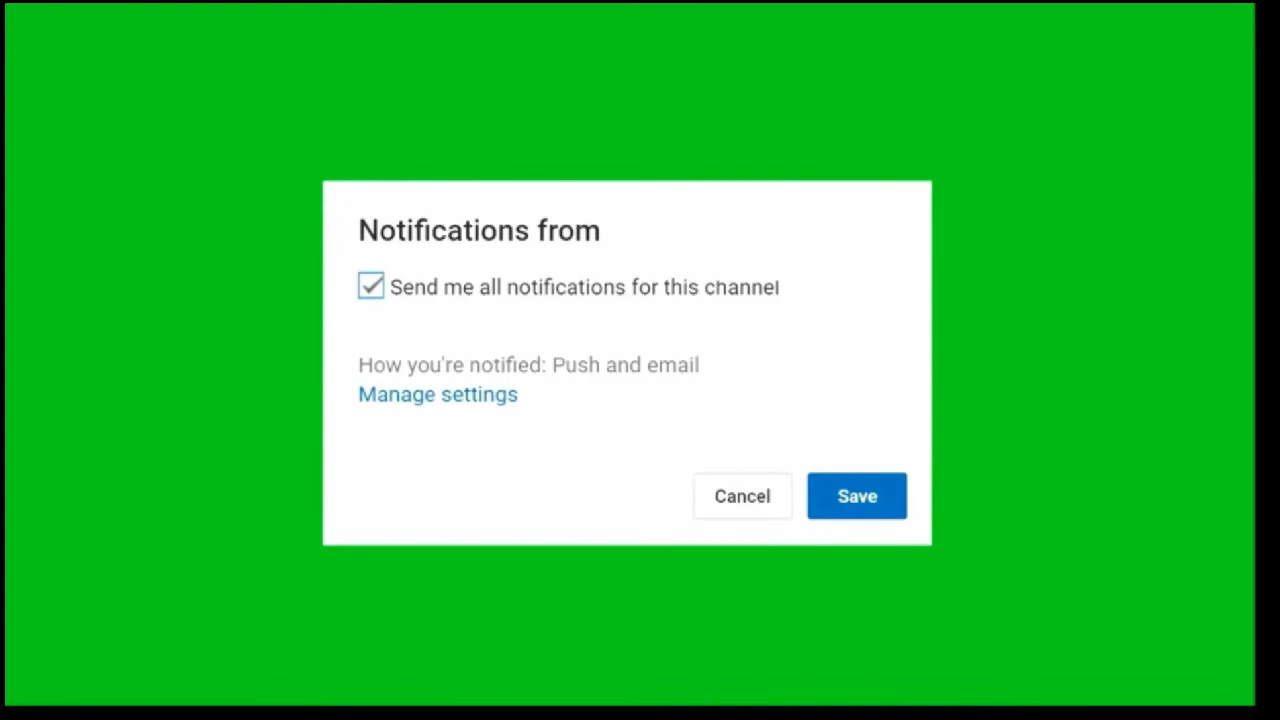 Notifications from
Send me all notifications for this channel
How you're notified: Push and email
Manage settings
Cancel Save